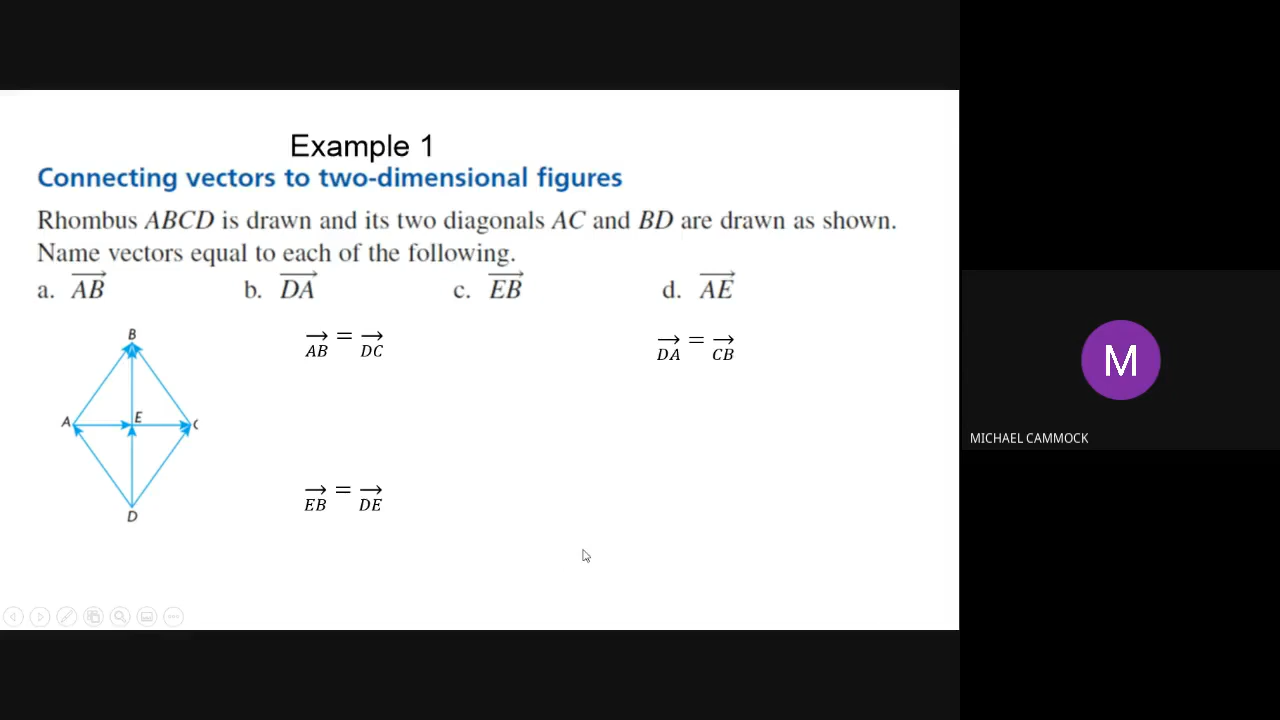 Example 1
Connecting vectors to two-dimensional figures
Rhombus ABCD is drawn and its two diagonals AC and BD are drawn as shown.
Name vectors equal to each of the following.
a. AB→ b. DA→ c. EB→ d. AE→
B
AB→ = DC→
DA→ = CB→
A E C
EB→ = DE→
D
M
MICHAEL CAMMOCK